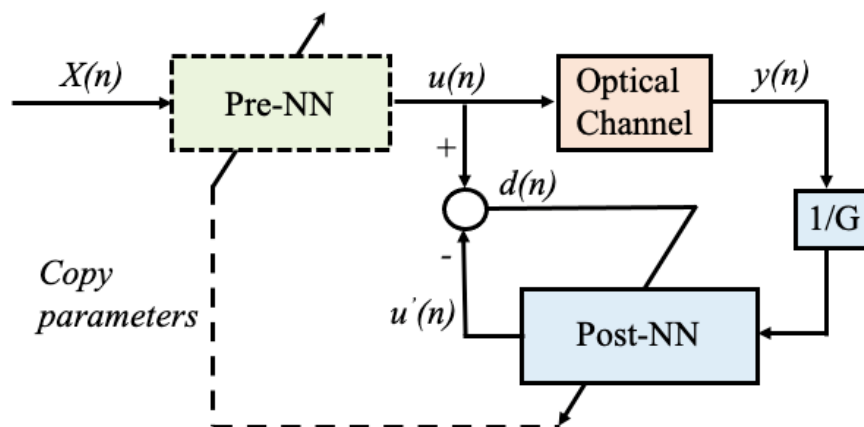 X(n)
Pre-NN
u(n)
Optical
Channel
y(n)
+
d(n)
1/G
-
Copy
parameters
u'(n)
Post-NN